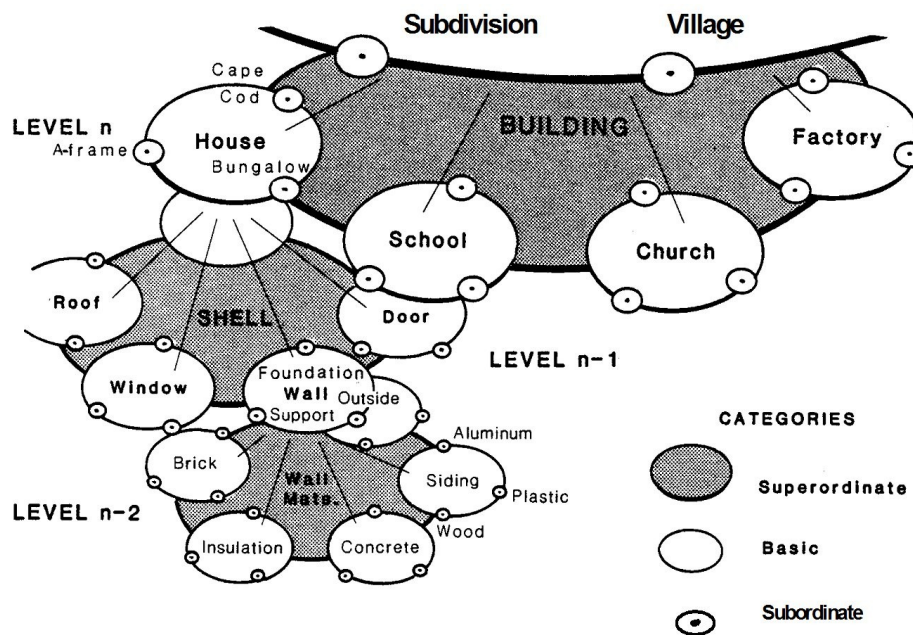 Subdivision Village
Cape
Cod
LEVEL n
House
BUILDING
Factory
A-frame
Bungalow
School
Church
Roof
SHELL
Door
LEVEL n-1
Window
Foundation
Wall
Support
Outside
CATEGORIES
Aluminum
Brick
Wall
Mats.
Siding
Superordinate
Plastic
LEVEL n-2
Wood
Insulation
Concrete
Basic
Subordinate